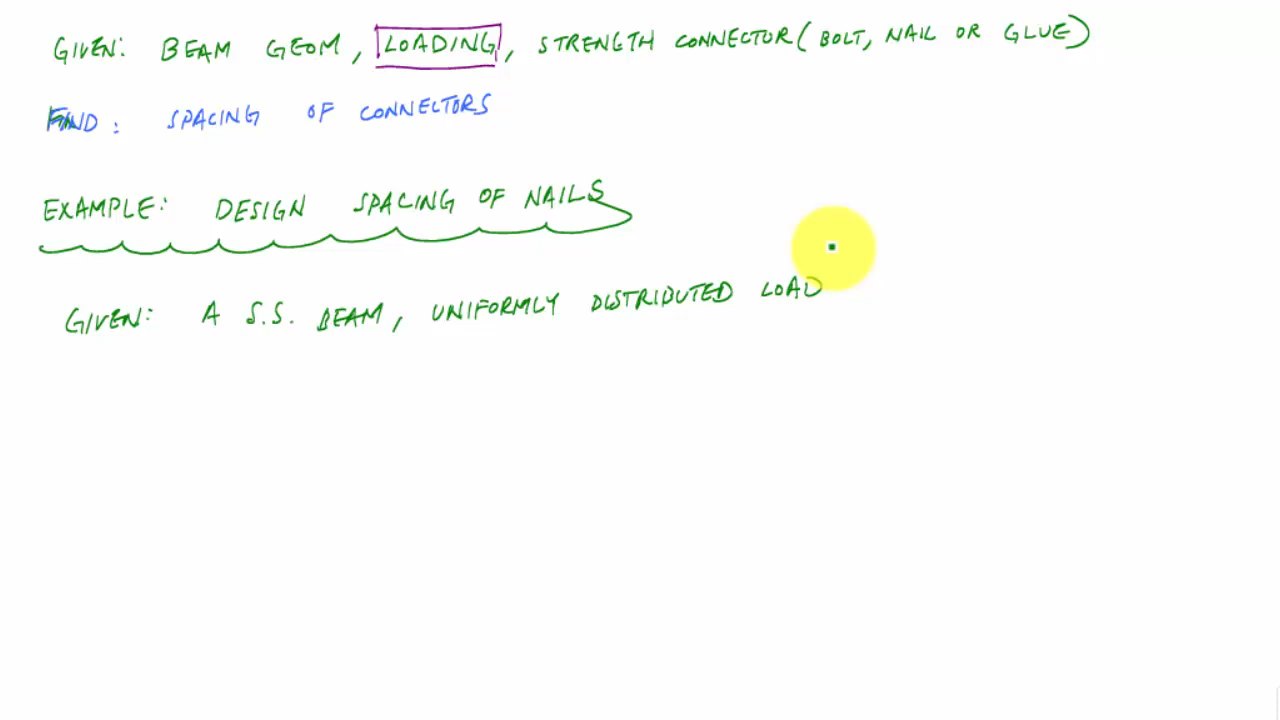 GIVEN: BEAM GEOM, LOADING, STRENGTH CONNECTOR (BOLT, NAIL OR GLUE)
FIND: SPACING OF CONNECTORS
EXAMPLE: DESIGN SPACING OF NAILS
GIVEN: A S.S. BEAM, UNIFORMLY DISTRIBUTED LOAD